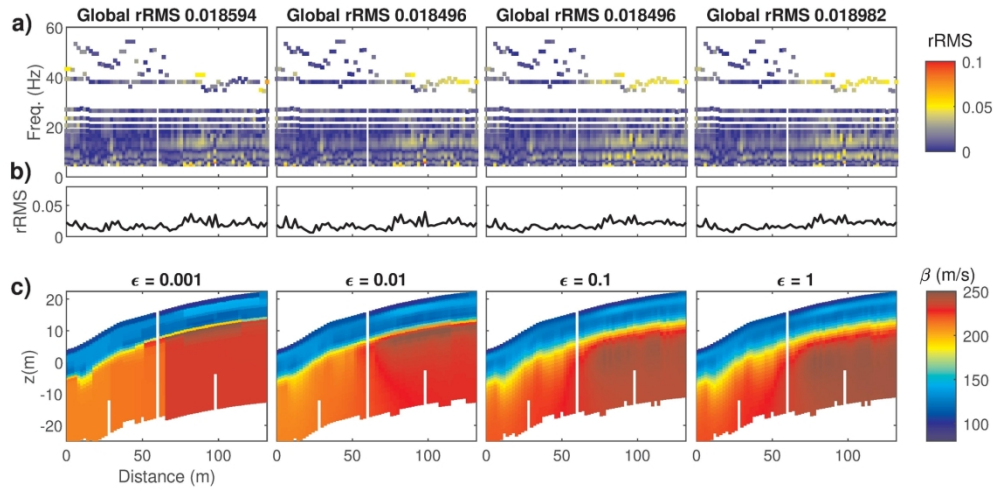 a)
Global rRMS 0.018594
Global rRMS 0.018496
Global rRMS 0.018496
Global rRMS 0.018982
60
40
20
0
Freq. (Hz)
rRMS
0.1
0.05
0
b)
0.05
0
rRMS
c)
ϵ = 0.001
ϵ = 0.01
ϵ = 0.1
ϵ = 1
20
10
0
-10
-20
z(m)
0 50 100
0 50 100
0 50 100
0 50 100
Distance (m)
β (m/s)
250
200
150
100